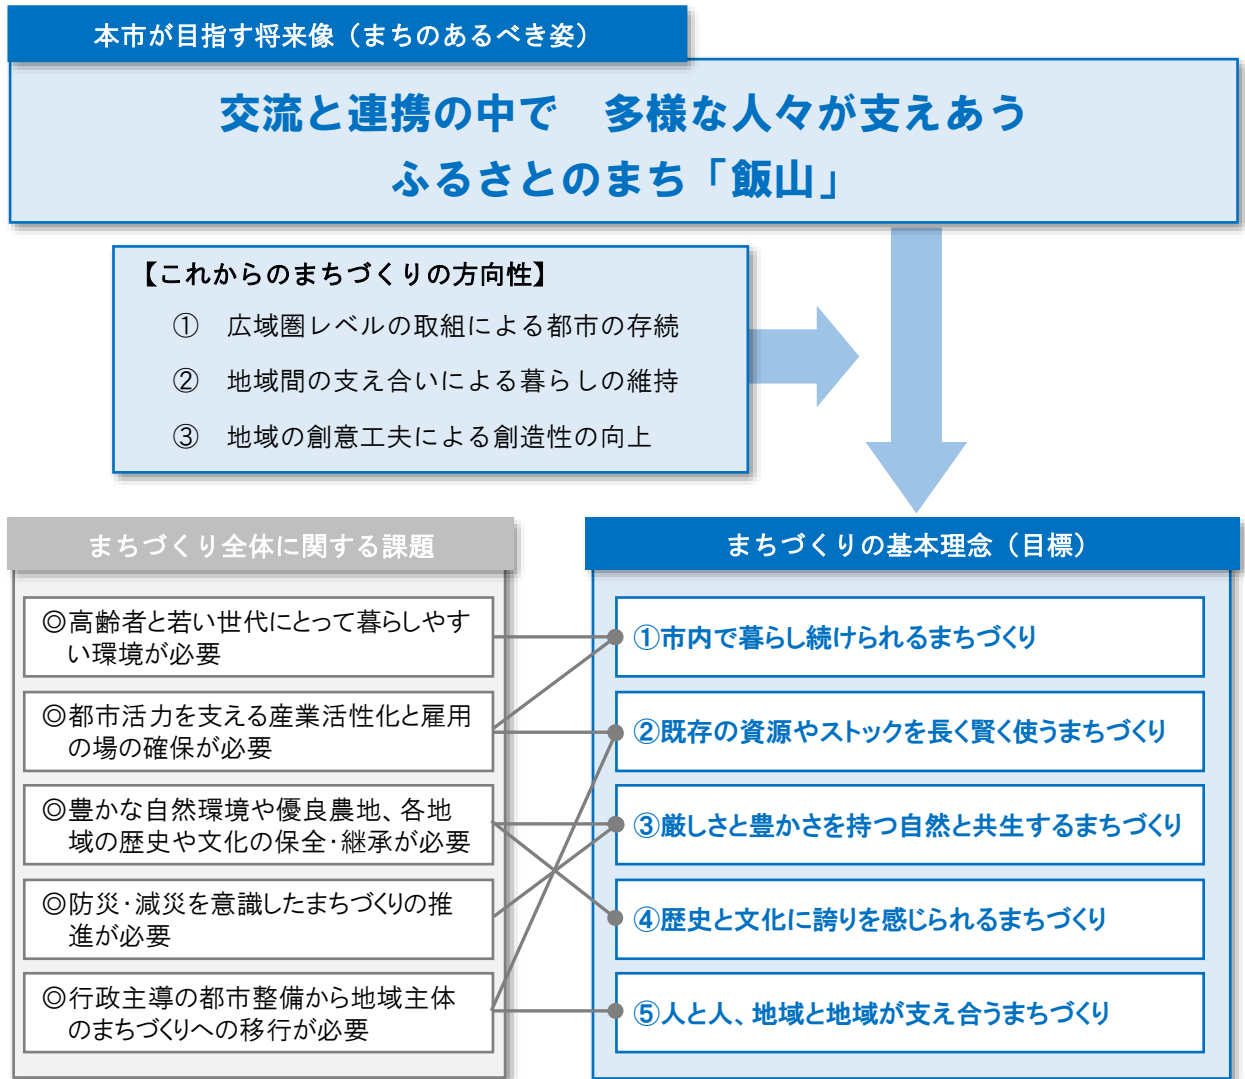 本市が目指す将来像（まちのあるべき姿）
交流と連携の中で　多様な人々が支えあう
ふるさとのまち「飯山」
【これからのまちづくりの方向性】
①　広域圏レベルの取組による都市の存続
②　地域間の支え合いによる暮らしの維持
③　地域の創意工夫による創造性の向上
まちづくり全体に関する課題
◎高齢者と若い世代にとって暮らしやす
い環境が必要
◎都市活力を支える産業活性化と雇用
の場の確保が必要
◎豊かな自然環境や優良農地、各地
域の歴史や文化の保全・継承が必要
◎防災・減災を意識したまちづくりの推
進が必要
◎行政主導の都市整備から地域主体
のまちづくりへの移行が必要
まちづくりの基本理念（目標）
①市内で暮らし続けられるまちづくり
②既存の資源やストックを長く賢く使うまちづくり
③厳しさと豊かさを持つ自然と共生するまちづくり
④歴史と文化に誇りを感じられるまちづくり
⑤人と人、地域と地域が支え合うまちづくり